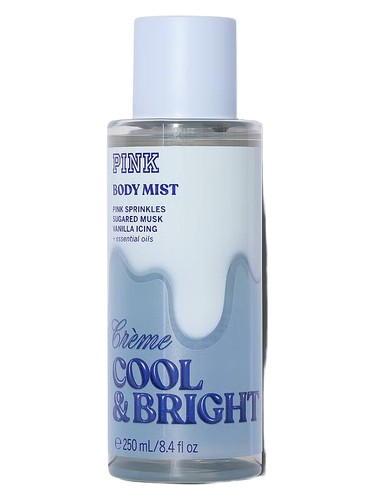 PINK
BODY MIST
PINK SPRINKLES
SUGARED MUSK
VANILLA ICING
+ essential oils
Crème
COOL
& BRIGHT
℮ 250 mL/8.4 fl oz